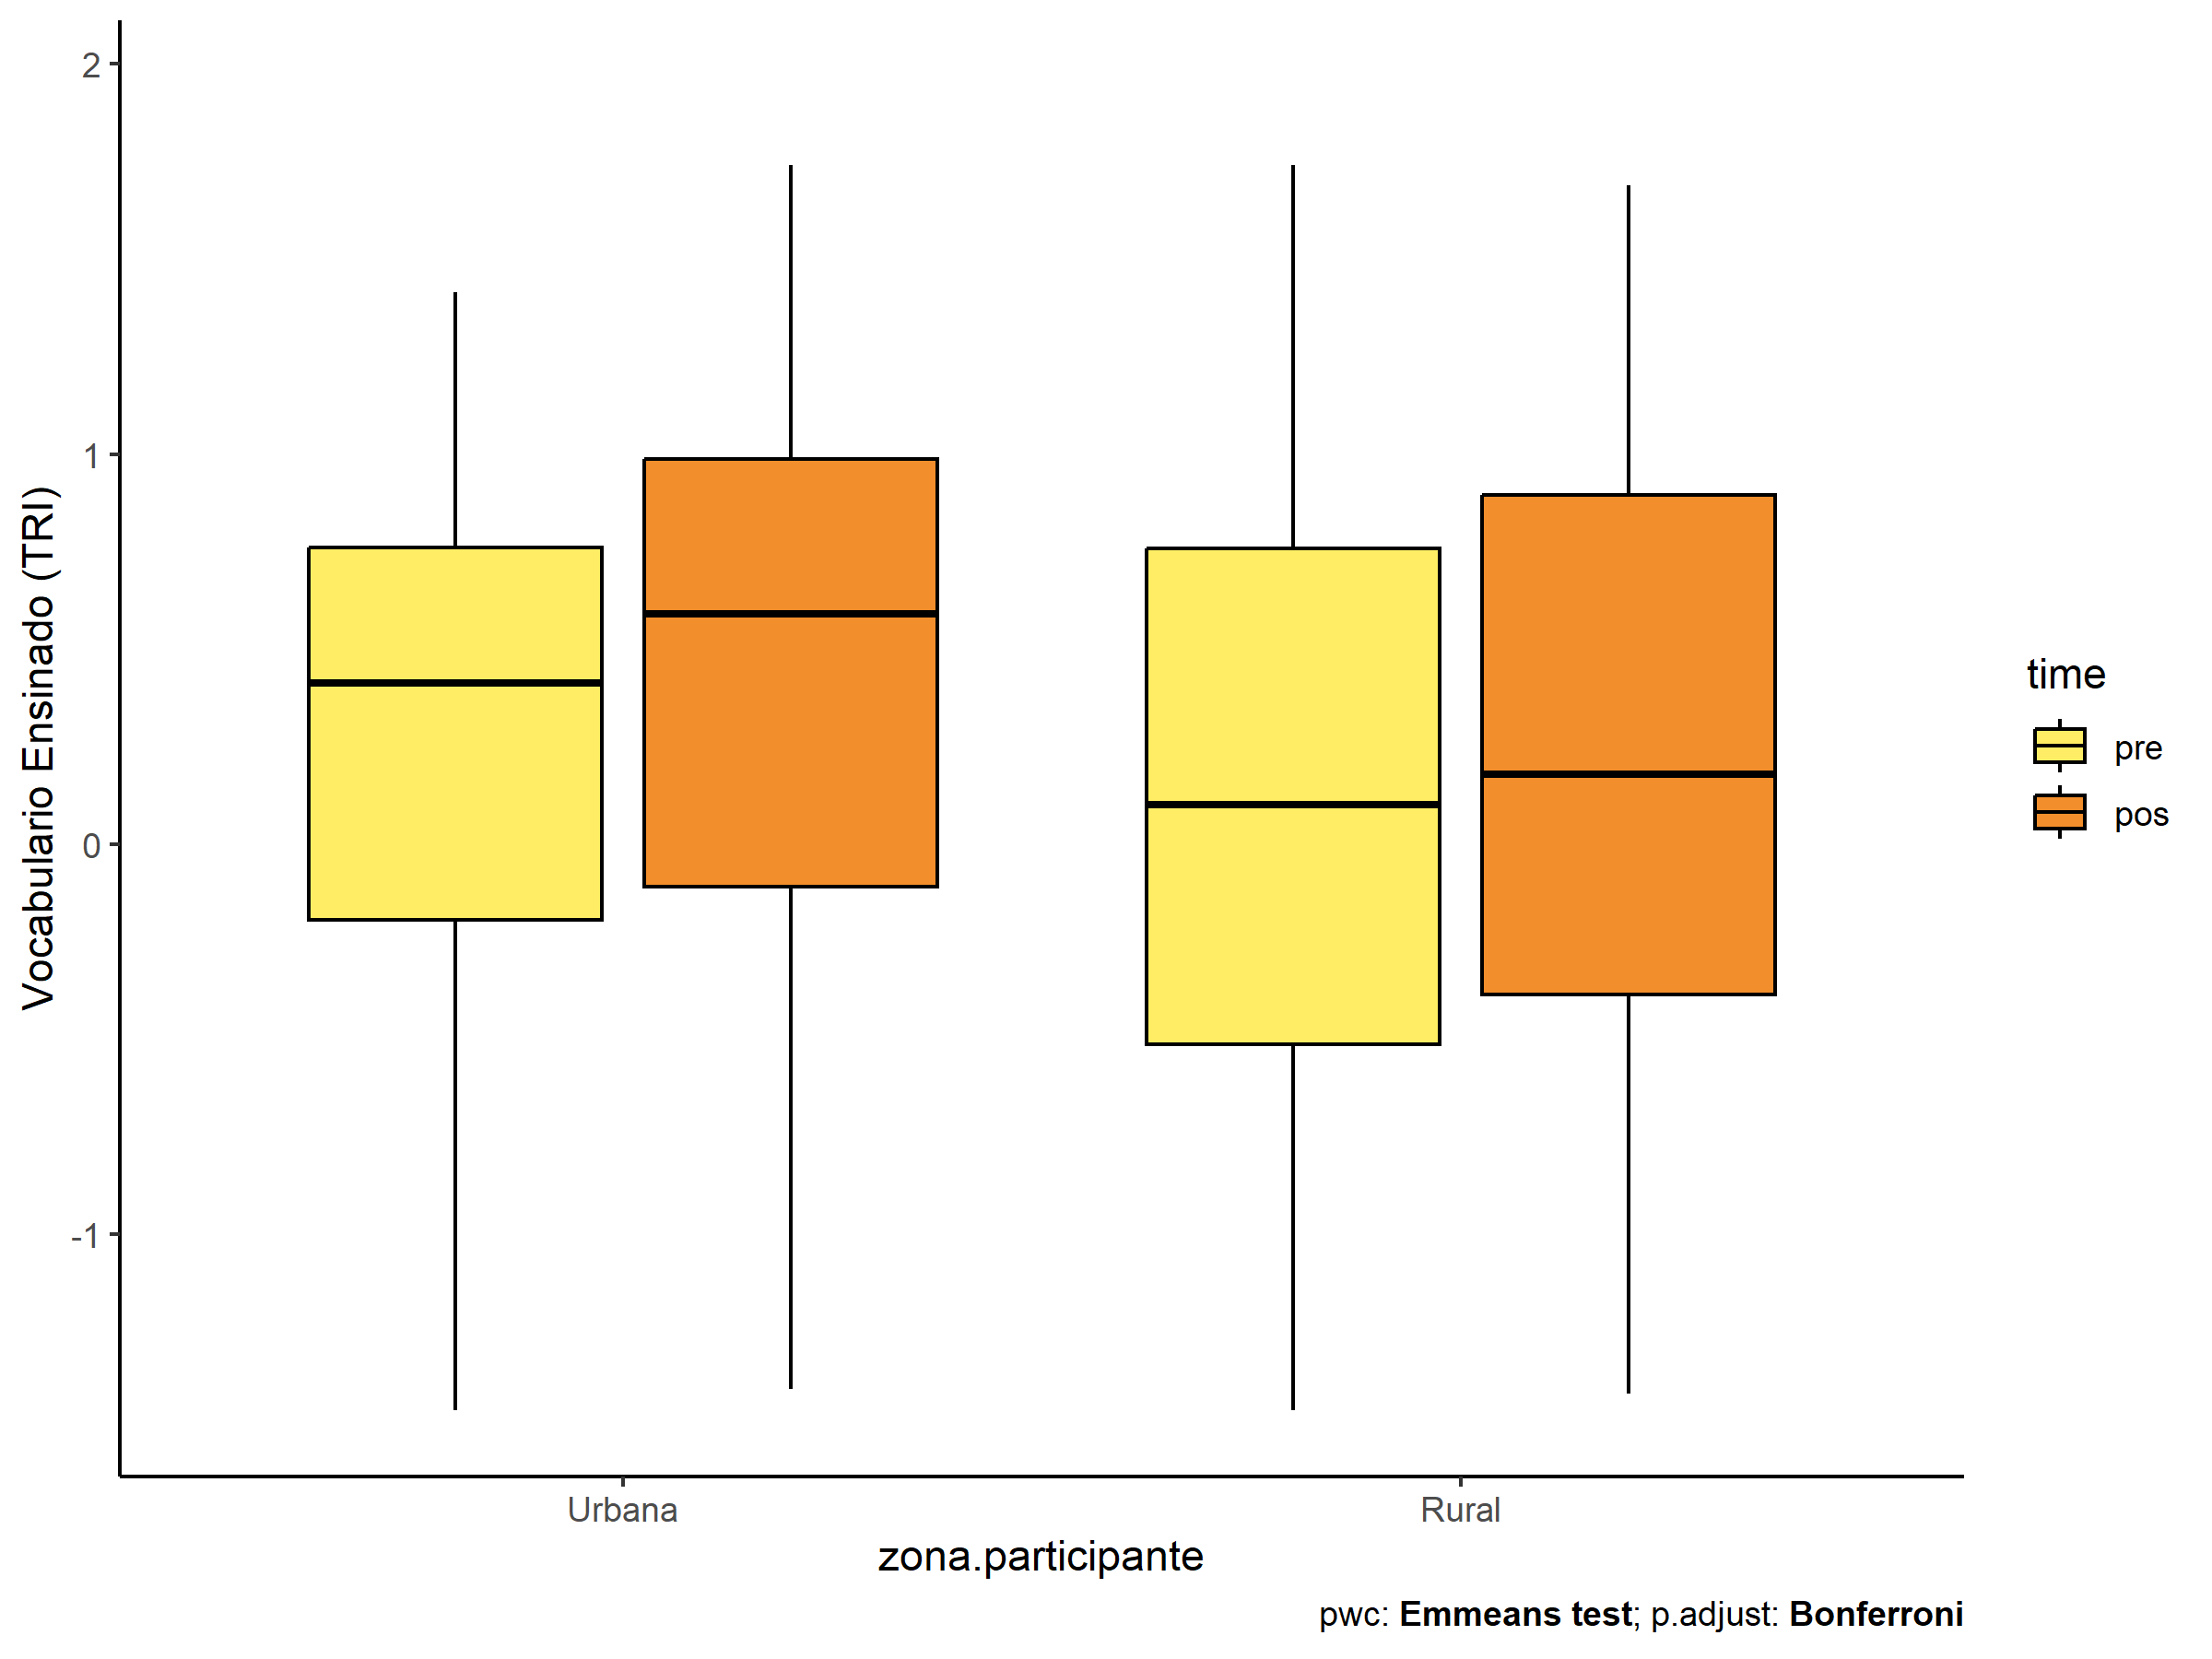 2
1
0
-1
Vocabulario Ensinado (TRI)
Urbana
Rural
zona.participante
pwc: Emmeans test; p.adjust: Bonferroni
time
pre
pos